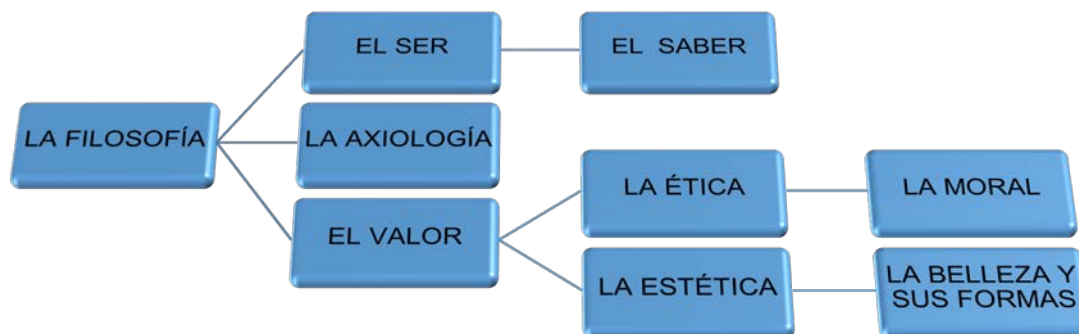 EL SER
EL SABER
LA FILOSOFÍA
LA AXIOLOGÍA
LA ÉTICA
LA MORAL
EL VALOR
LA ESTÉTICA
LA BELLEZA Y
SUS FORMAS